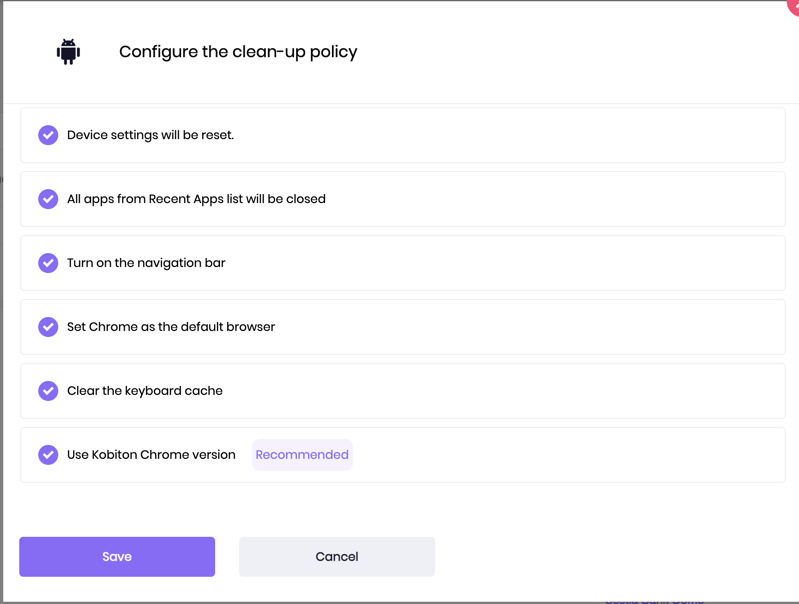 Configure the clean-up policy
Device settings will be reset.
All apps from Recent Apps list will be closed
Turn on the navigation bar
Set Chrome as the default browser
Clear the keyboard cache
Use Kobiton Chrome version Recommended
Save Cancel